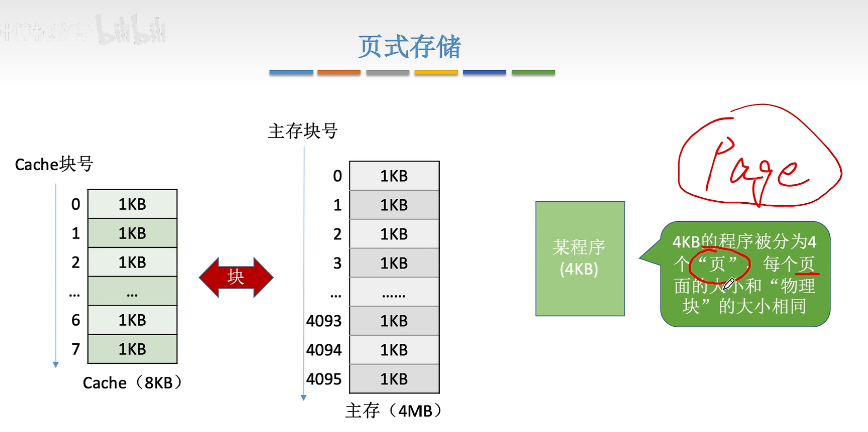 bilibili
页式存储
Cache块号
0 1KB
1 1KB
2 1KB
... ...
6 1KB
7 1KB
Cache（8KB）
块
主存块号
0 1KB
1 1KB
2 1KB
3 1KB
... ……
4093 1KB
4094 1KB
4095 1KB
主存（4MB）
某程序
(4KB)
Page
4KB的程序被分为4
个“页”，每个页
面的大小和“物理
块”的大小相同